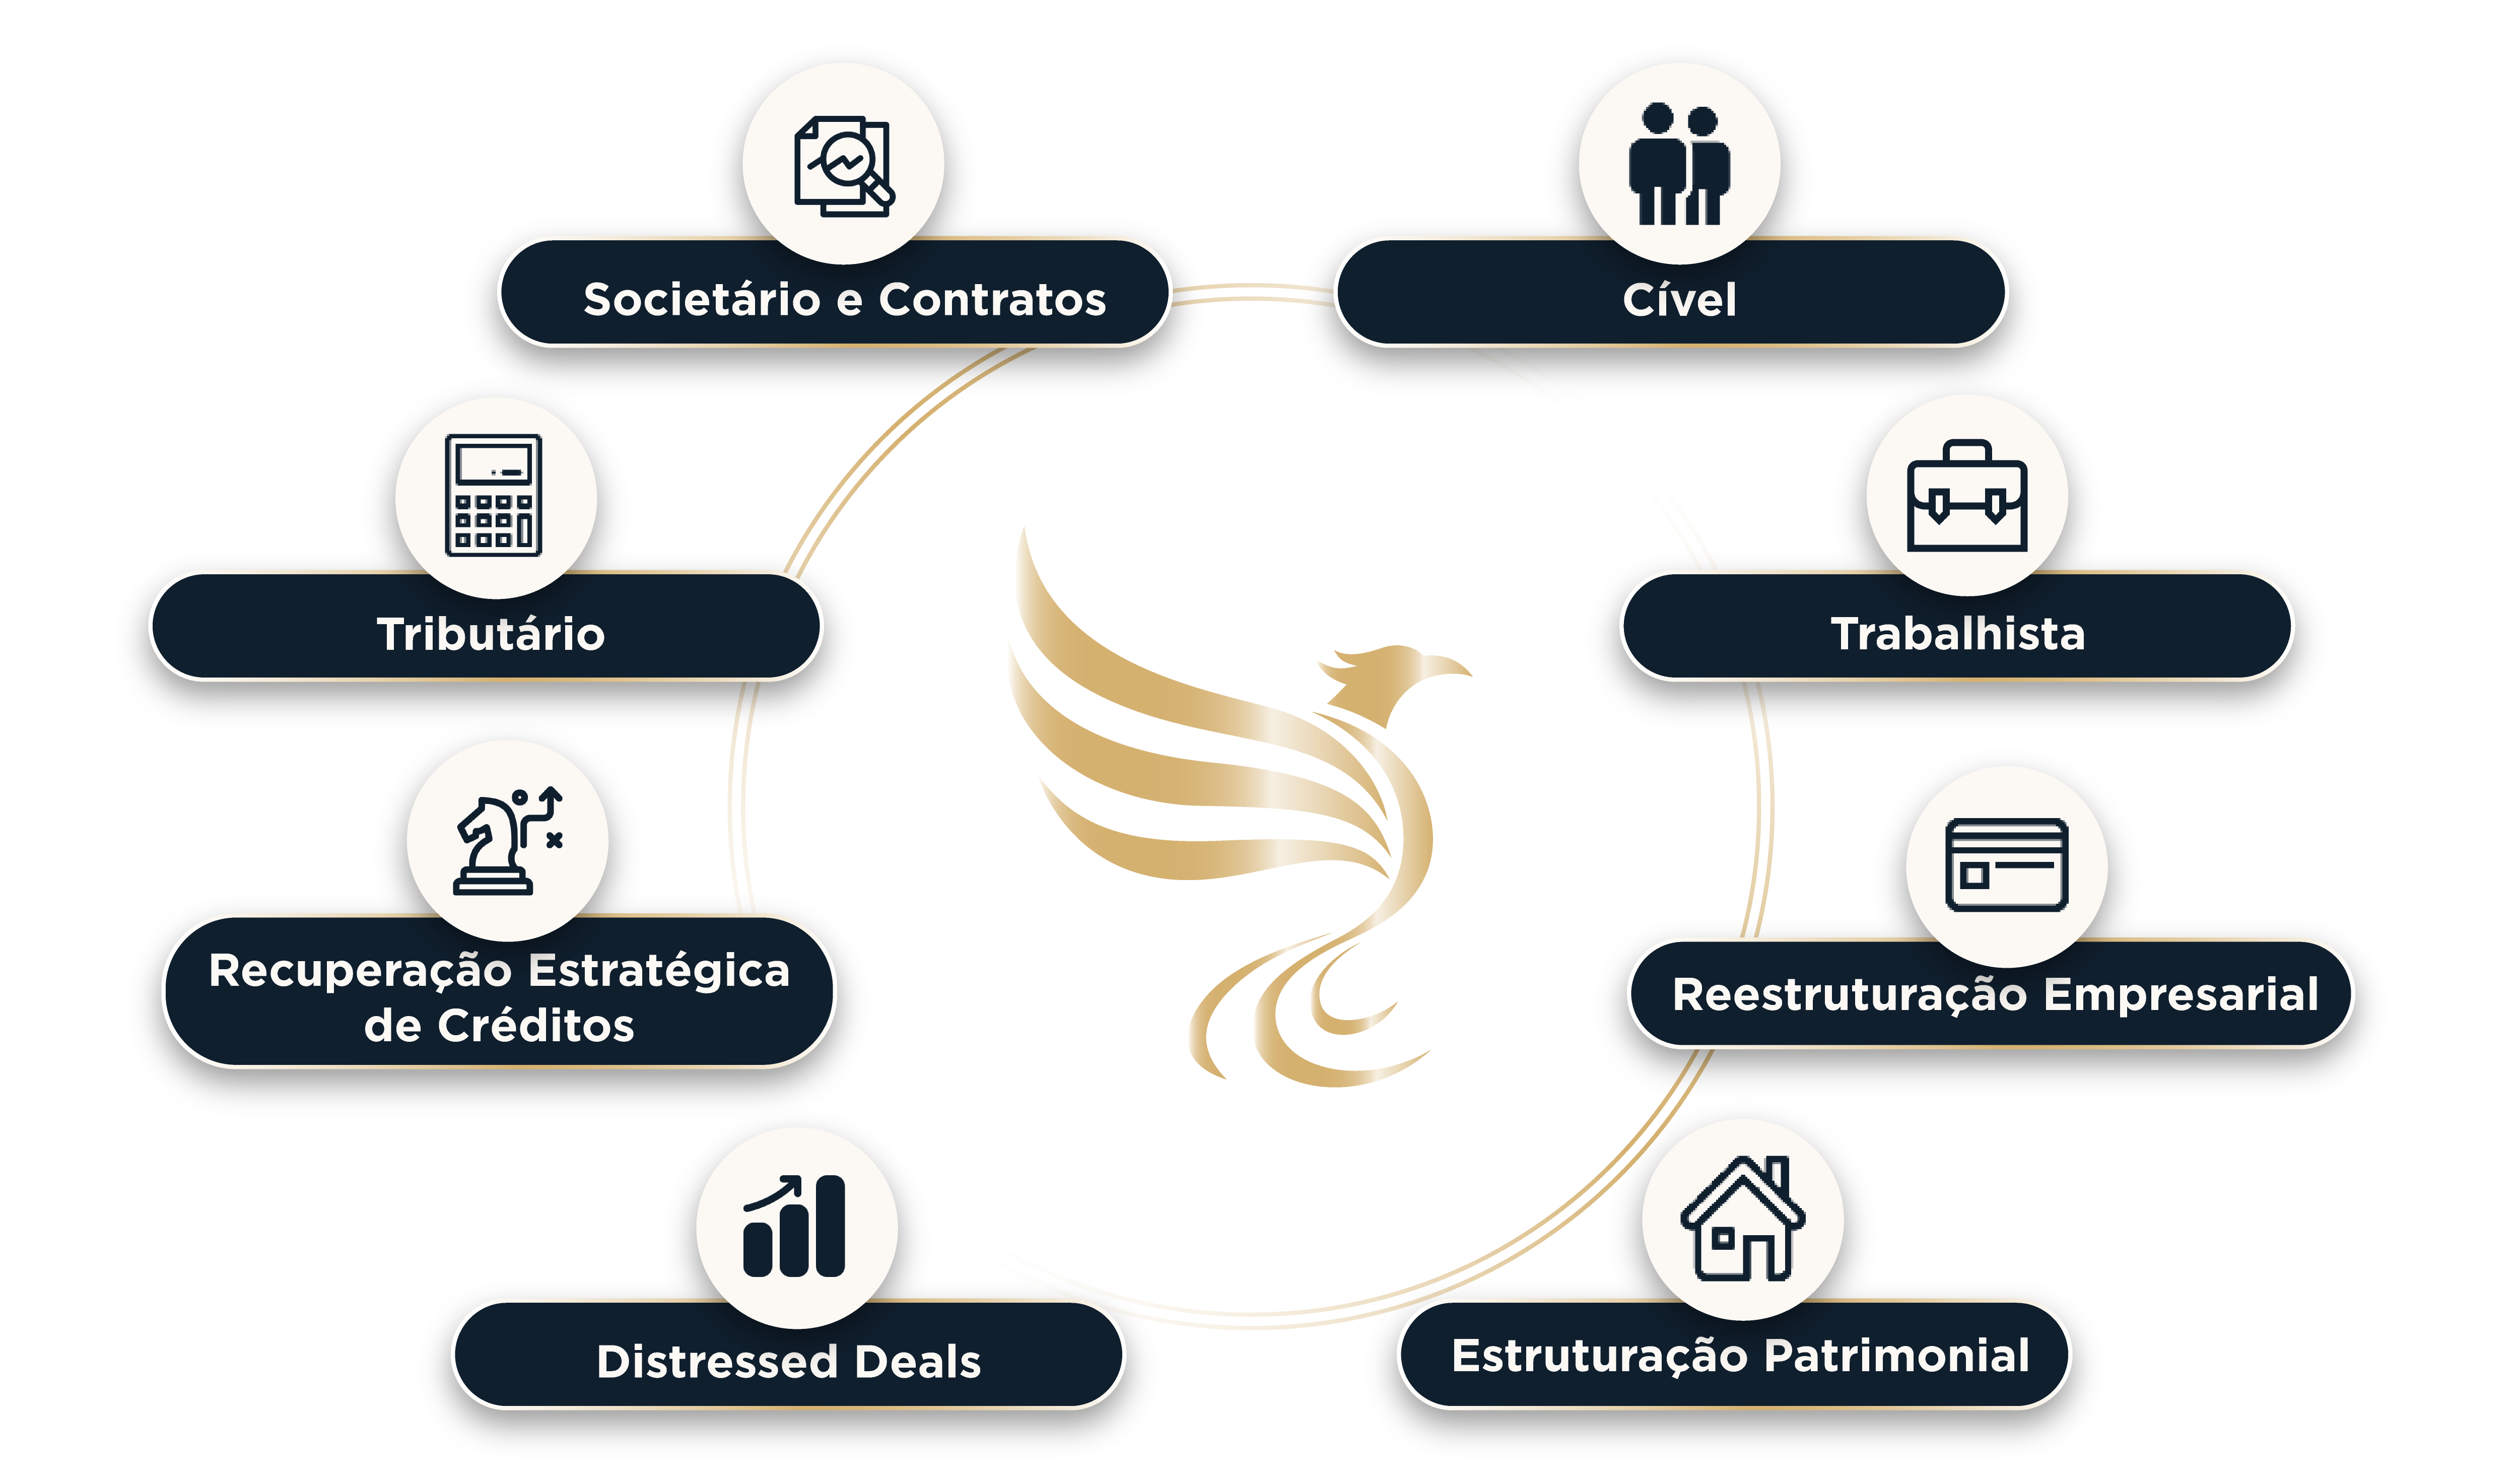 Societário e Contratos
Cível
Tributário
Trabalhista
Recuperação Estratégica
de Créditos
Reestruturação Empresarial
Distressed Deals
Estruturação Patrimonial